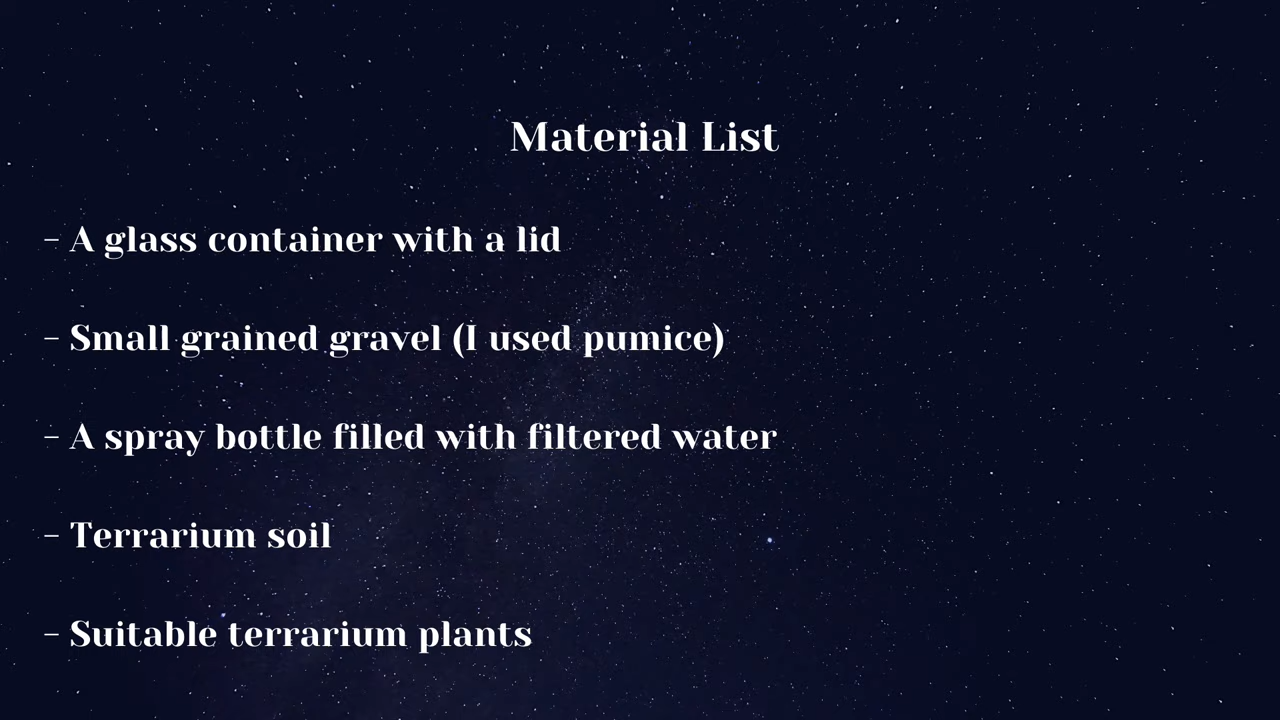 Material List
- A glass container with a lid
- Small grained gravel (I used pumice)
- A spray bottle filled with filtered water
- Terrarium soil
- Suitable terrarium plants